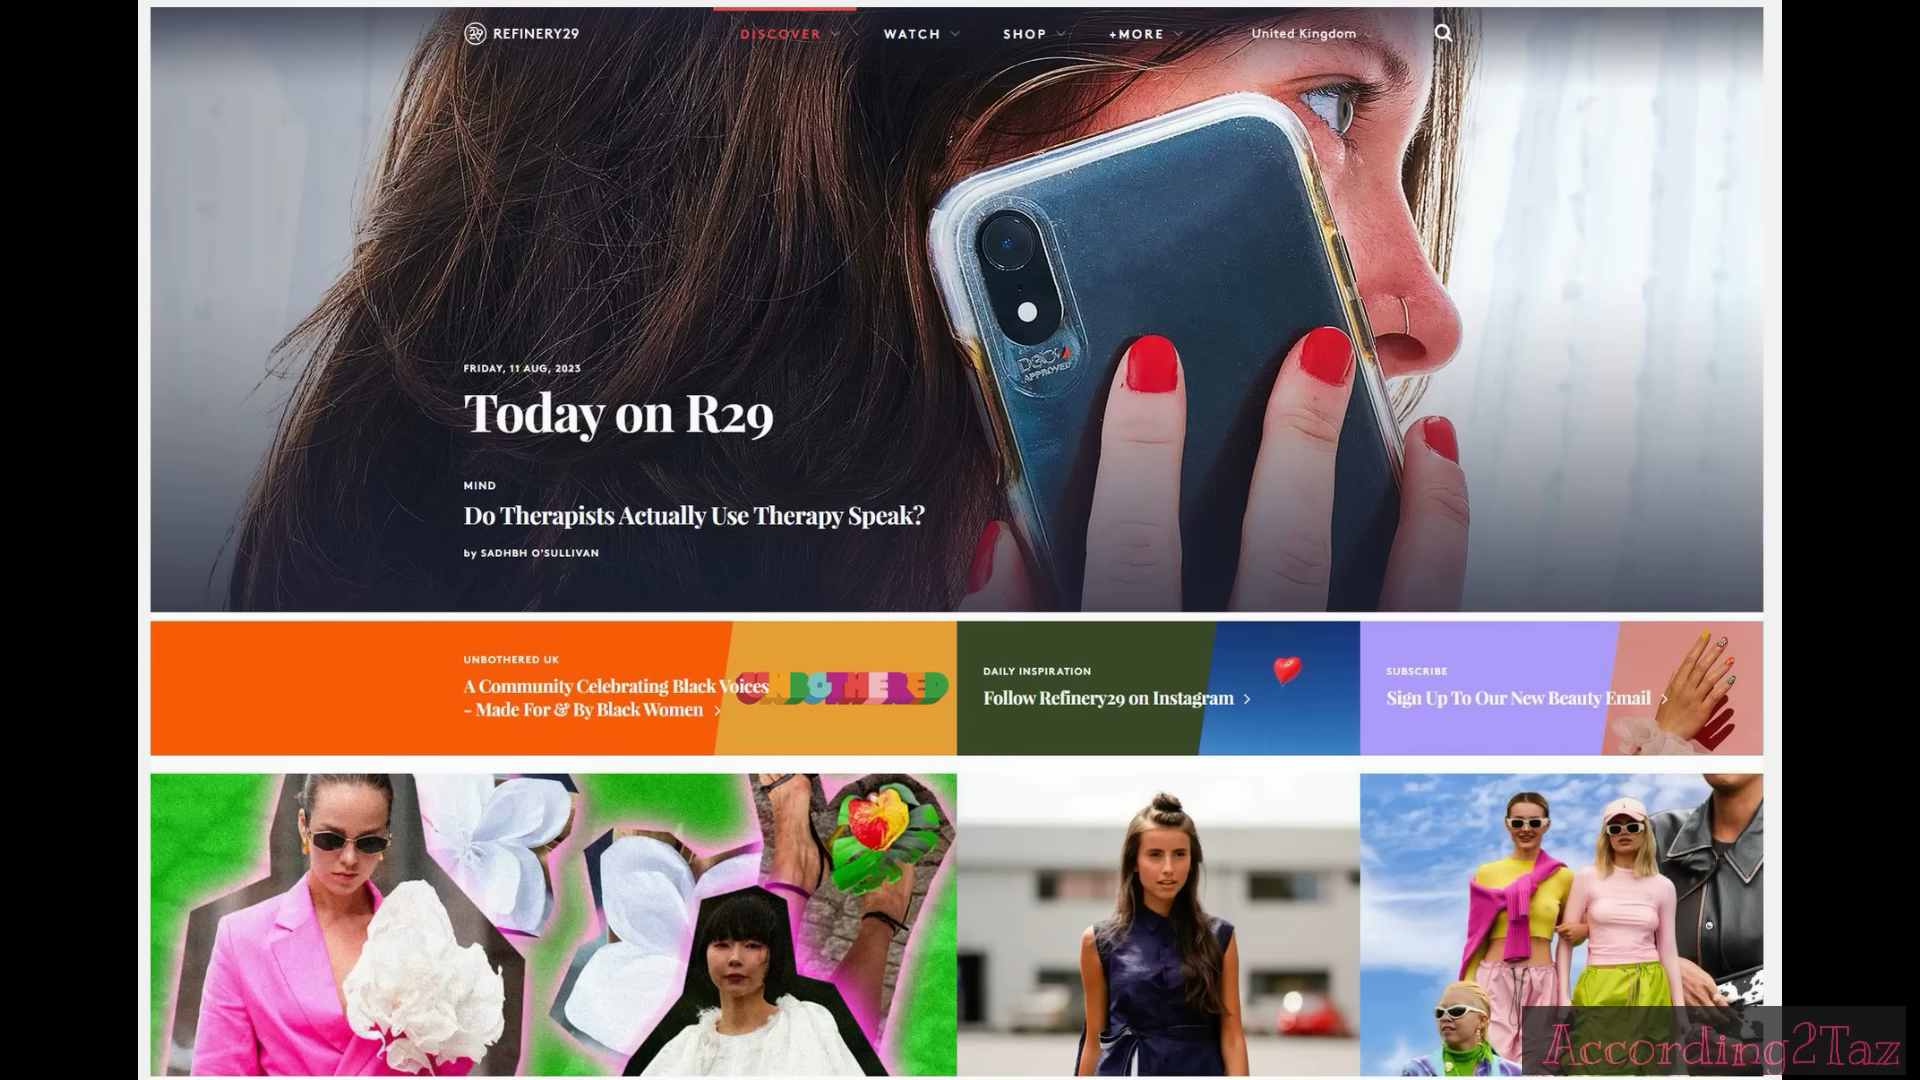 REFINERY29
DISCOVER
WATCH
SHOP
+MORE
United Kingdom
DGO
APPROVED
FRIDAY, 11 AUG, 2023
Today on R29
MIND
Do Therapists Actually Use Therapy Speak?
by SADHBH O'SULLIVAN
UNBOTHERED UK
A Community Celebrating Black Voices
– Made For & By Black Women
UNBOTHERED
DAILY INSPIRATION
Follow Refinery29 on Instagram
SUBSCRIBE
Sign Up To Our New Beauty Email
According2Taz